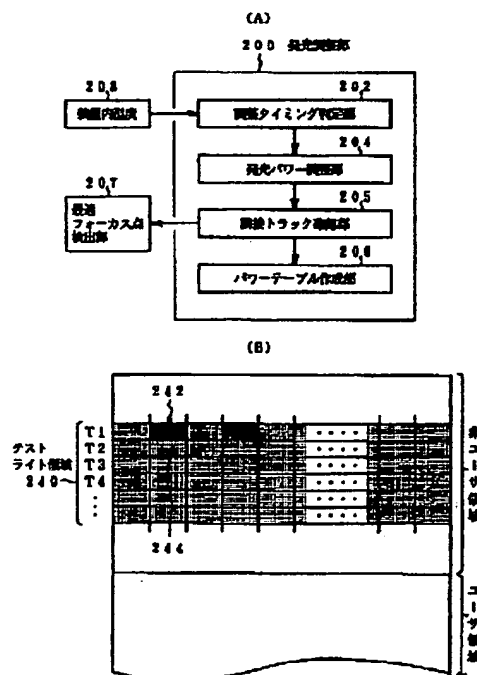 (A)
200 発光調整部
208
装置内温度
202
調整タイミング判定部
204
発光パワー調整部
207
最適
フォーカス点
検出部
205
隣接トラック確認部
206
パワーテーブル作成部
(B)
242
テスト
ライト領域
240
T1
T2
T3
T4
244
非ユーザ領域
ユーザ領域